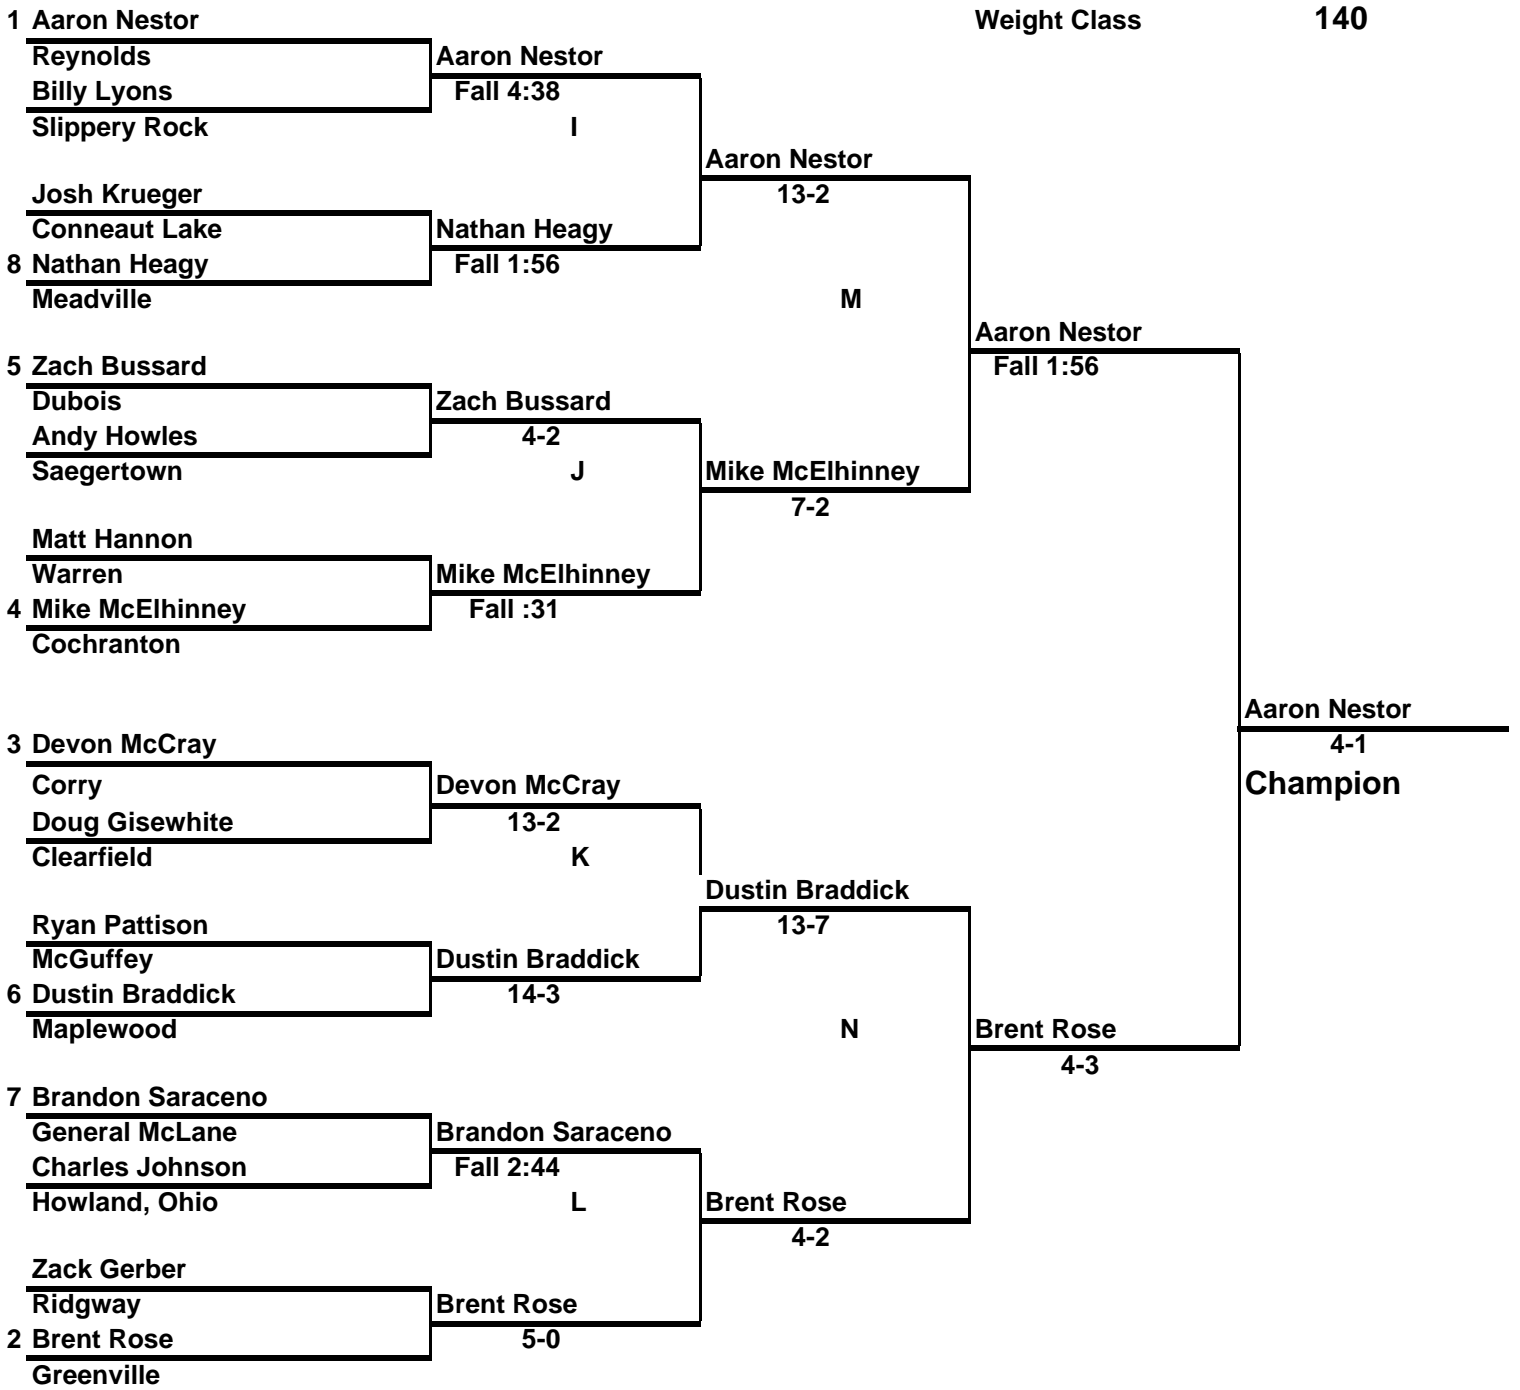 1 Aaron Nestor
Weight Class 140
Reynolds
Aaron Nestor
Billy Lyons
Fall 4:38
Slippery Rock
I
Aaron Nestor
Josh Krueger
13-2
Conneaut Lake
Nathan Heagy
8 Nathan Heagy
Fall 1:56
Meadville
M
Aaron Nestor
5 Zach Bussard
Fall 1:56
Dubois
Zach Bussard
Andy Howles
4-2
Saegertown
J
Mike McElhinney
7-2
Matt Hannon
Warren
Mike McElhinney
4 Mike McElhinney
Fall :31
Cochranton
Aaron Nestor
3 Devon McCray
4-1
Corry
Devon McCray
Champion
Doug Gisewhite
13-2
Clearfield
K
Dustin Braddick
Ryan Pattison
13-7
McGuffey
Dustin Braddick
6 Dustin Braddick
14-3
Maplewood
N
Brent Rose
4-3
7 Brandon Saraceno
General McLane
Brandon Saraceno
Charles Johnson
Fall 2:44
Howland, Ohio
L
Brent Rose
4-2
Zack Gerber
Ridgway
Brent Rose
2 Brent Rose
5-0
Greenville